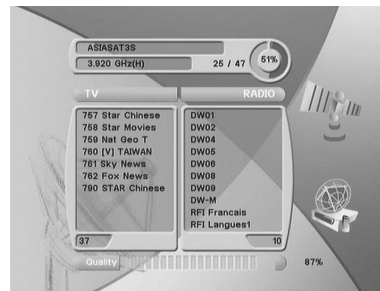 ASIASAT3S
3.920 GHz(H) 25 / 47 51%
TV RADIO
757 Star Chinese
758 Star Movies
759 Nat Geo T
760 [V] TAIWAN
761 Sky News
762 Fox News
790 STAR Chinese
37
DW01
DW02
DW04
DW05
DW06
DW08
DW09
DW-M
RFI Francais
RFI Langues1
10
Quality 87%